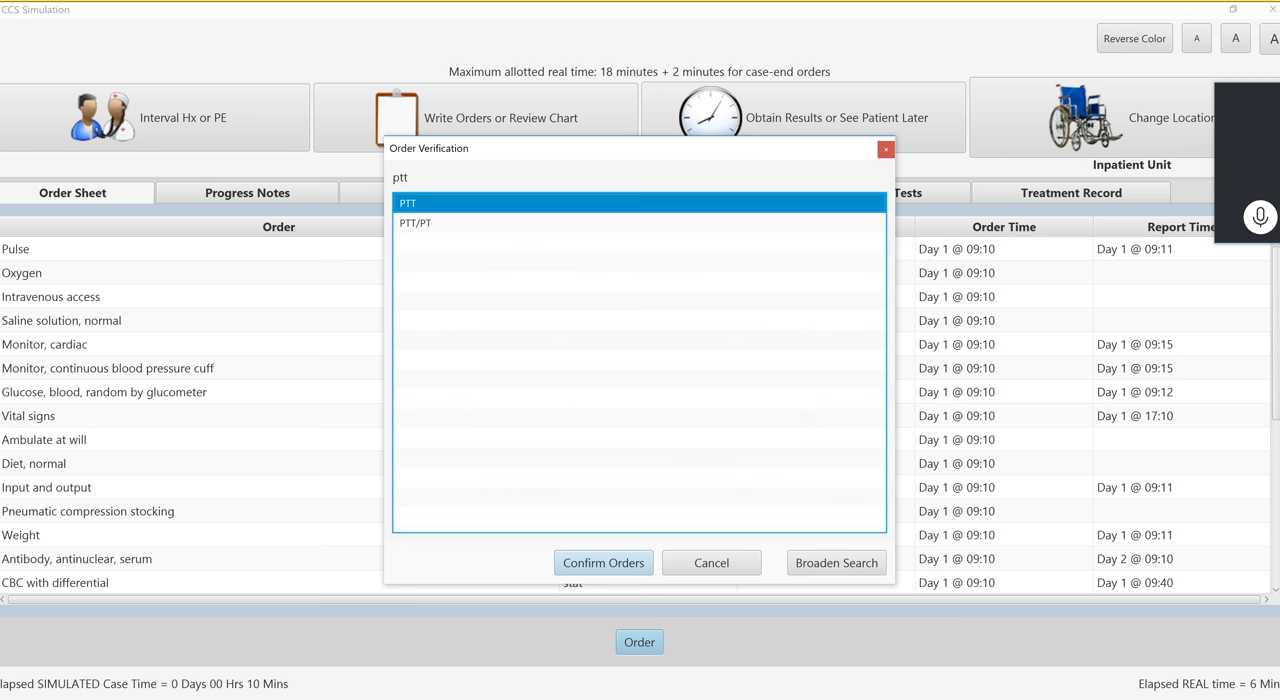 CCS Simulation
Reverse Color
A
A
A
Maximum allotted real time: 18 minutes + 2 minutes for case-end orders
Interval Hx or PE
Write Orders or Review Chart
Obtain Results or See Patient Later
Change Location
Inpatient Unit
Order Sheet
Progress Notes
Tests
Treatment Record
Order
Order Time
Report Time
Pulse
Day 1 @ 09:10
Day 1 @ 09:11
Oxygen
Day 1 @ 09:10
Intravenous access
Day 1 @ 09:10
Saline solution, normal
Day 1 @ 09:10
Monitor, cardiac
Day 1 @ 09:10
Day 1 @ 09:15
Monitor, continuous blood pressure cuff
Day 1 @ 09:10
Day 1 @ 09:15
Glucose, blood, random by glucometer
Day 1 @ 09:10
Day 1 @ 09:12
Vital signs
Day 1 @ 09:10
Day 1 @ 17:10
Ambulate at will
Day 1 @ 09:10
Diet, normal
Day 1 @ 09:10
Input and output
Day 1 @ 09:10
Day 1 @ 09:11
Pneumatic compression stocking
Day 1 @ 09:10
Weight
Day 1 @ 09:10
Day 1 @ 09:11
Antibody, antinuclear, serum
Day 1 @ 09:10
Day 2 @ 09:10
CBC with differential
stat
Day 1 @ 09:10
Day 1 @ 09:40
Order Verification
ptt
PTT
PTT/PT
Confirm Orders
Cancel
Broaden Search
Order
lapsed SIMULATED Case Time = 0 Days 00 Hrs 10 Mins
Elapsed REAL time = 6 Min